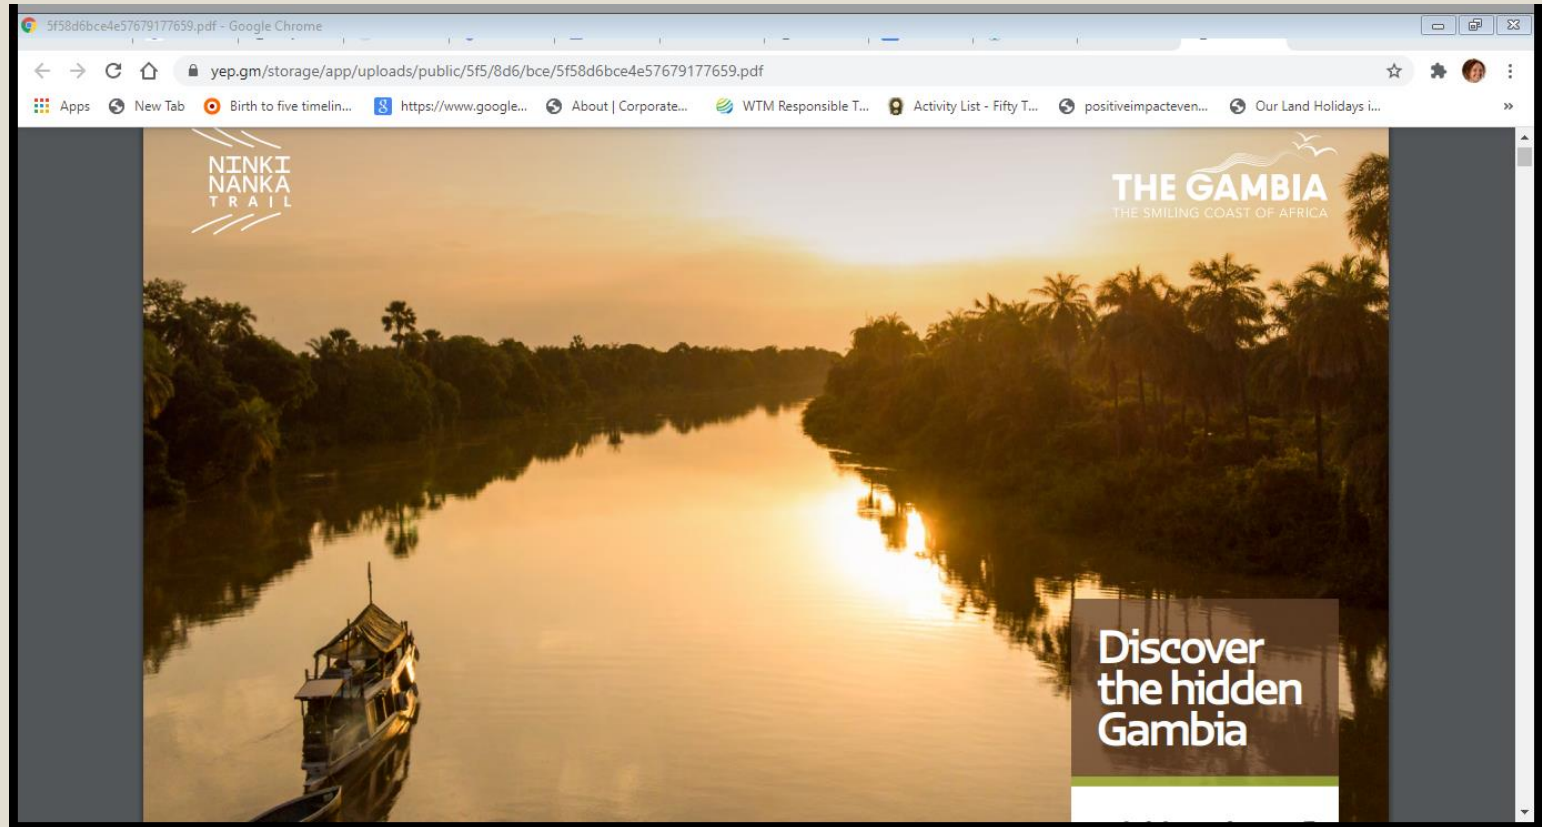 5f58d6bce4e57679177659.pdf - Google Chrome
yep.gm/storage/app/uploads/public/5f5/8d6/bce/5f58d6bce4e57679177659.pdf
Apps New Tab Birth to five timelin... https://www.google... About | Corporate... WTM Responsible T... Activity List - Fifty T... positiveimpacteven... Our Land Holidays i... »
NINKI
NANKA
TRAIL
THE GAMBIA
THE SMILING COAST OF AFRICA
Discover
the hidden
Gambia